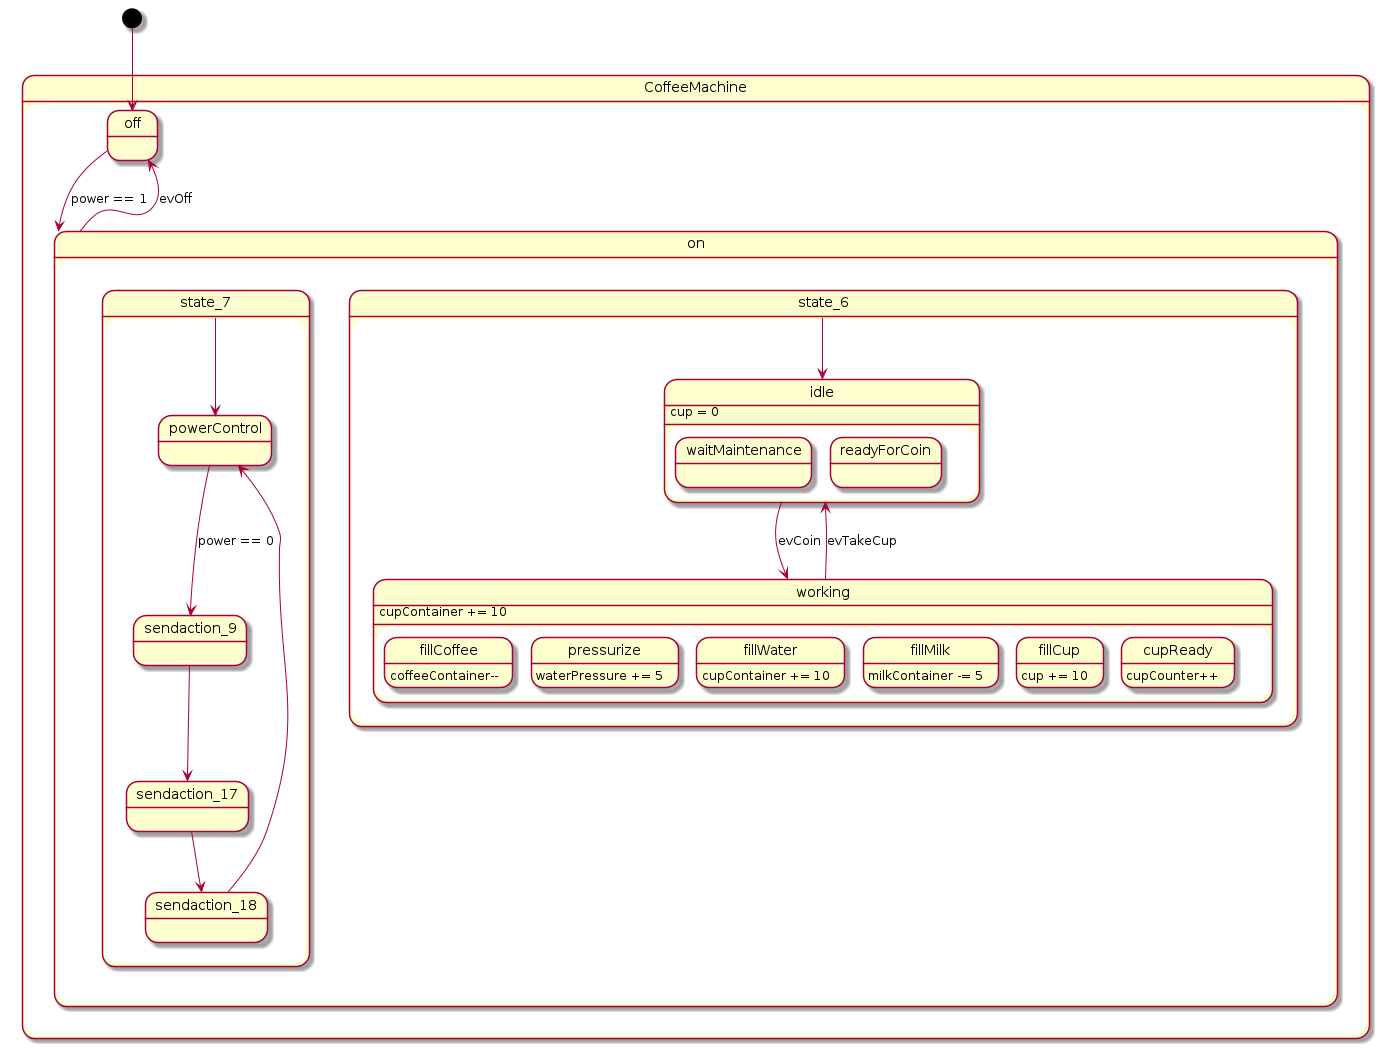 CoffeeMachine
off
power == 1
evOff
on
state_7
state_6
powerControl
power == 0
sendaction_9
sendaction_17
sendaction_18
idle
cup = 0
waitMaintenance
readyForCoin
evCoin
evTakeCup
working
cupContainer += 10
fillCoffee
coffeeContainer--
pressurize
waterPressure += 5
fillWater
cupContainer += 10
fillMilk
milkContainer -= 5
fillCup
cup += 10
cupReady
cupCounter++